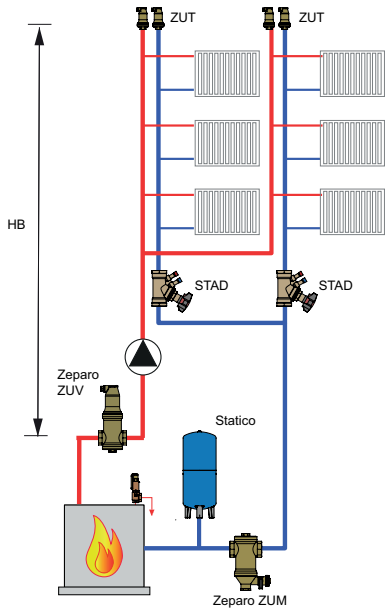 ZUT
ZUT
HB
STAD
STAD
Zeparo
ZUV
Statico
Zeparo ZUM